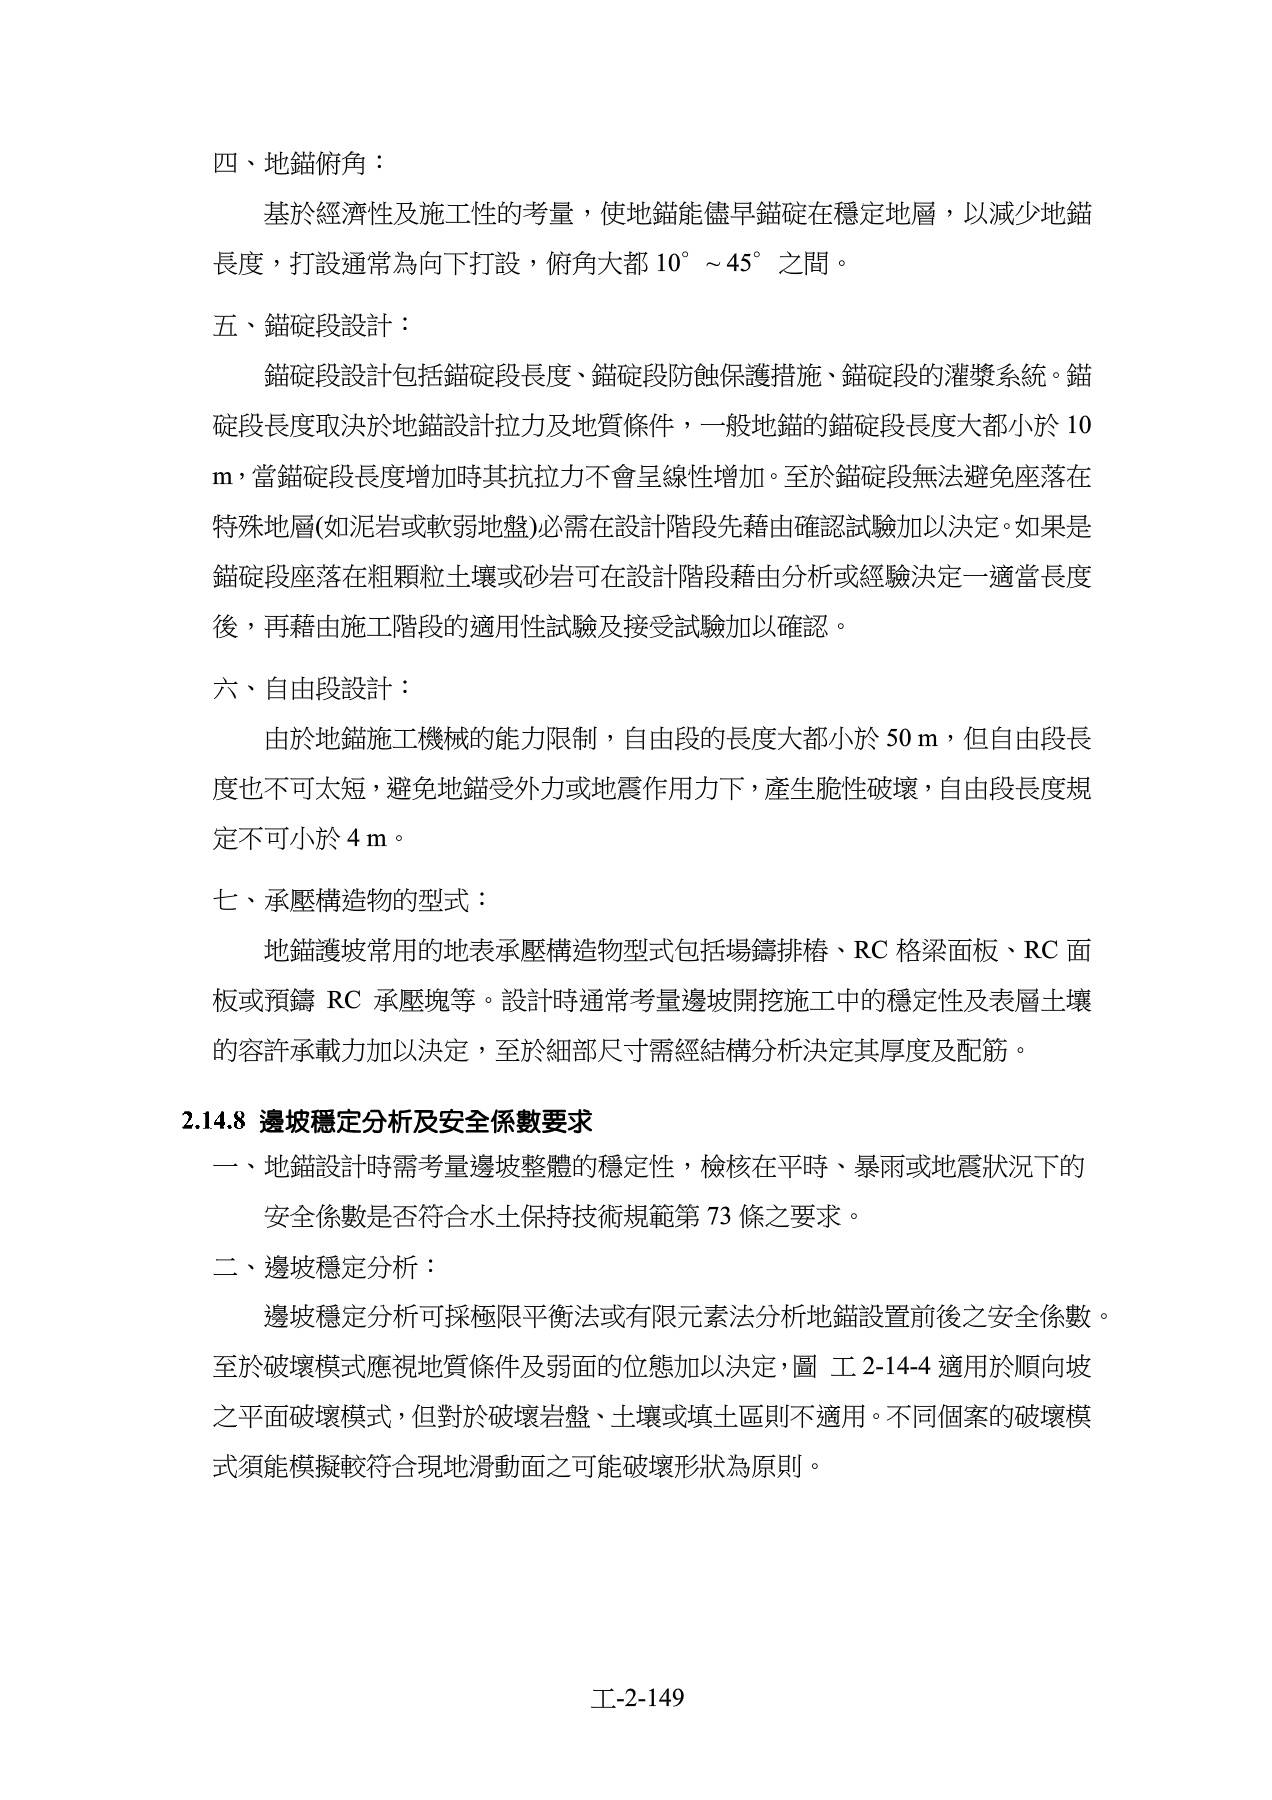 四、地錨俯角：
基於經濟性及施工性的考量，使地錨能儘早錨碇在穩定地層，以減少地錨
長度，打設通常為向下打設，俯角大都 10°～45°之間。
五、錨碇段設計：
錨碇段設計包括錨碇段長度、錨碇段防蝕保護措施、錨碇段的灌漿系統。錨
碇段長度取決於地錨設計拉力及地質條件，一般地錨的錨碇段長度大都小於 10
m，當錨碇段長度增加時其抗拉力不會呈線性增加。至於錨碇段無法避免座落在
特殊地層(如泥岩或軟弱地盤)必需在設計階段先藉由確認試驗加以決定。如果是
錨碇段座落在粗顆粒土壤或砂岩可在設計階段藉由分析或經驗決定一適當長度
後，再藉由施工階段的適用性試驗及接受試驗加以確認。
六、自由段設計：
由於地錨施工機械的能力限制，自由段的長度大都小於 50 m，但自由段長
度也不可太短，避免地錨受外力或地震作用力下，產生脆性破壞，自由段長度規
定不可小於 4 m。
七、承壓構造物的型式：
地錨護坡常用的地表承壓構造物型式包括場鑄排樁、RC 格梁面板、RC 面
板或預鑄 RC 承壓塊等。設計時通常考量邊坡開挖施工中的穩定性及表層土壤
的容許承載力加以決定，至於細部尺寸需經結構分析決定其厚度及配筋。
2.14.8 邊坡穩定分析及安全係數要求
一、地錨設計時需考量邊坡整體的穩定性，檢核在平時、暴雨或地震狀況下的
安全係數是否符合水土保持技術規範第 73 條之要求。
二、邊坡穩定分析：
邊坡穩定分析可採極限平衡法或有限元素法分析地錨設置前後之安全係數。
至於破壞模式應視地質條件及弱面的位態加以決定，圖 工 2-14-4 適用於順向坡
之平面破壞模式，但對於破壞岩盤、土壤或填土區則不適用。不同個案的破壞模
式須能模擬較符合現地滑動面之可能破壞形狀為原則。
工-2-149